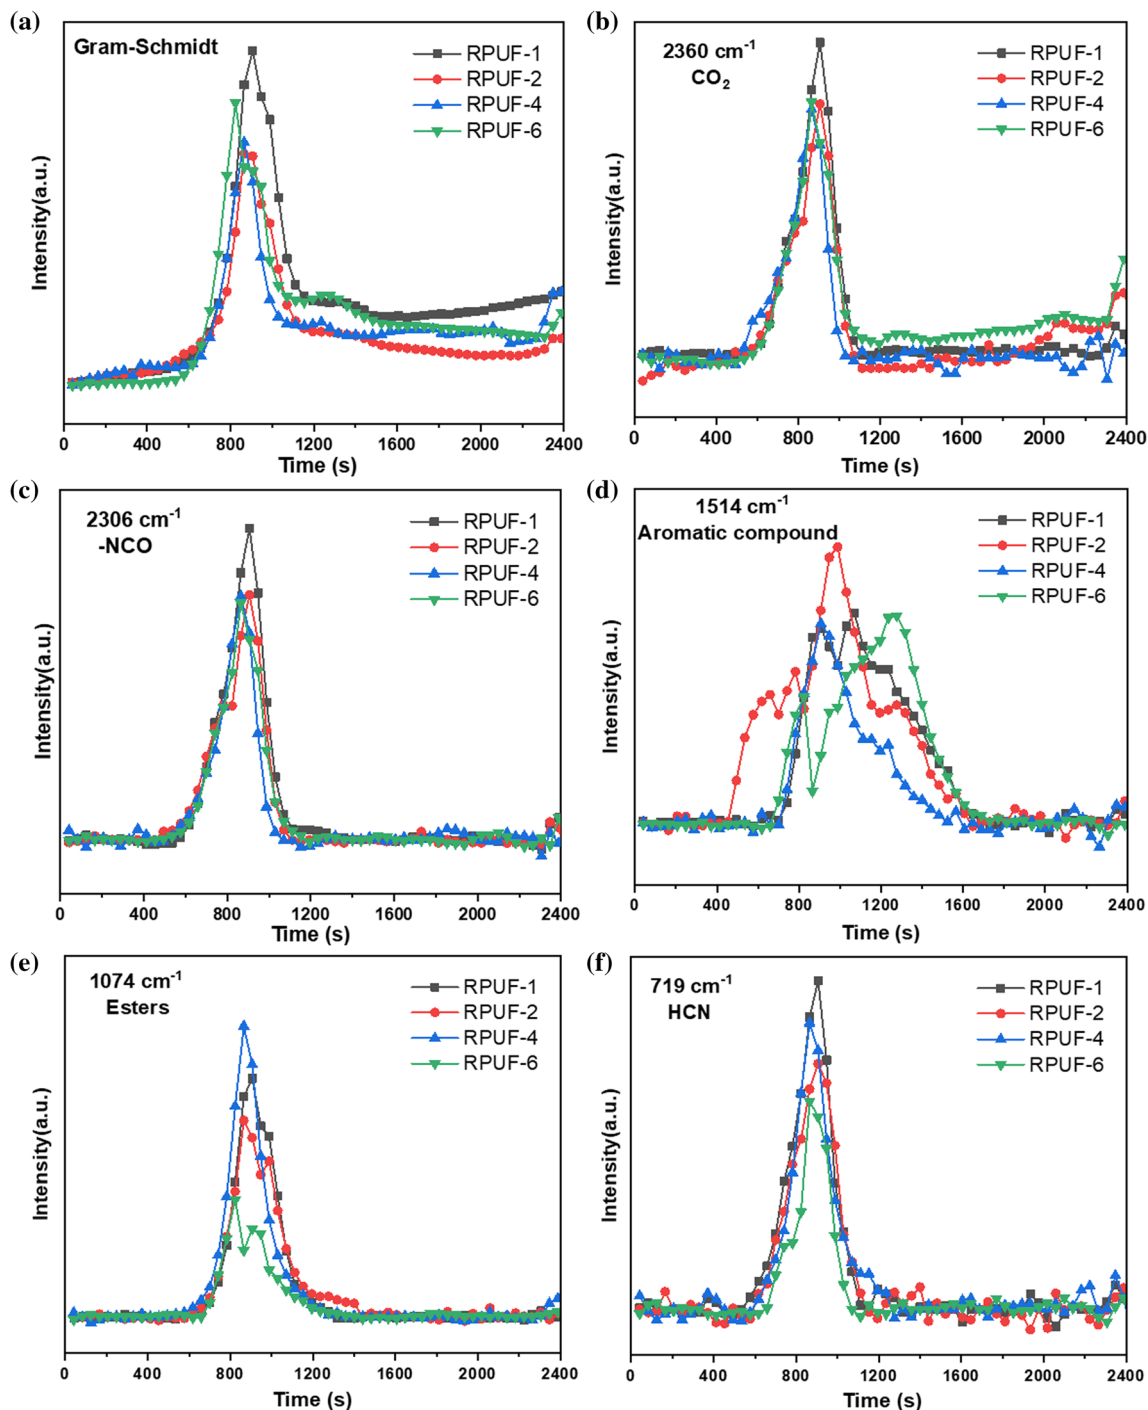 (a)
Gram-Schmidt
RPUF-1
RPUF-2
RPUF-4
RPUF-6
Intensity(a.u.)
0 400 800 1200 1600 2000 2400
Time (s)
(b)
2360 cm⁻¹
CO₂
RPUF-1
RPUF-2
RPUF-4
RPUF-6
Intensity(a.u.)
0 400 800 1200 1600 2000 2400
Time (s)
(c)
2306 cm⁻¹
-NCO
RPUF-1
RPUF-2
RPUF-4
RPUF-6
Intensity(a.u.)
0 400 800 1200 1600 2000 2400
Time (s)
(d)
1514 cm⁻¹
Aromatic compound
RPUF-1
RPUF-2
RPUF-4
RPUF-6
Intensity(a.u.)
0 400 800 1200 1600 2000 2400
Time (s)
(e)
1074 cm⁻¹
Esters
RPUF-1
RPUF-2
RPUF-4
RPUF-6
Intensity(a.u.)
0 400 800 1200 1600 2000 2400
Time (s)
(f)
719 cm⁻¹
HCN
RPUF-1
RPUF-2
RPUF-4
RPUF-6
Intensity(a.u.)
0 400 800 1200 1600 2000 2400
Time (s)